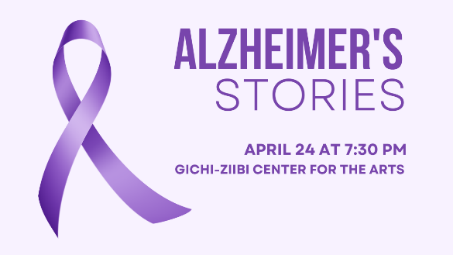 ALZHEIMER'S
STORIES
APRIL 24 AT 7:30 PM
GICHI-ZIIBI CENTER FOR THE ARTS